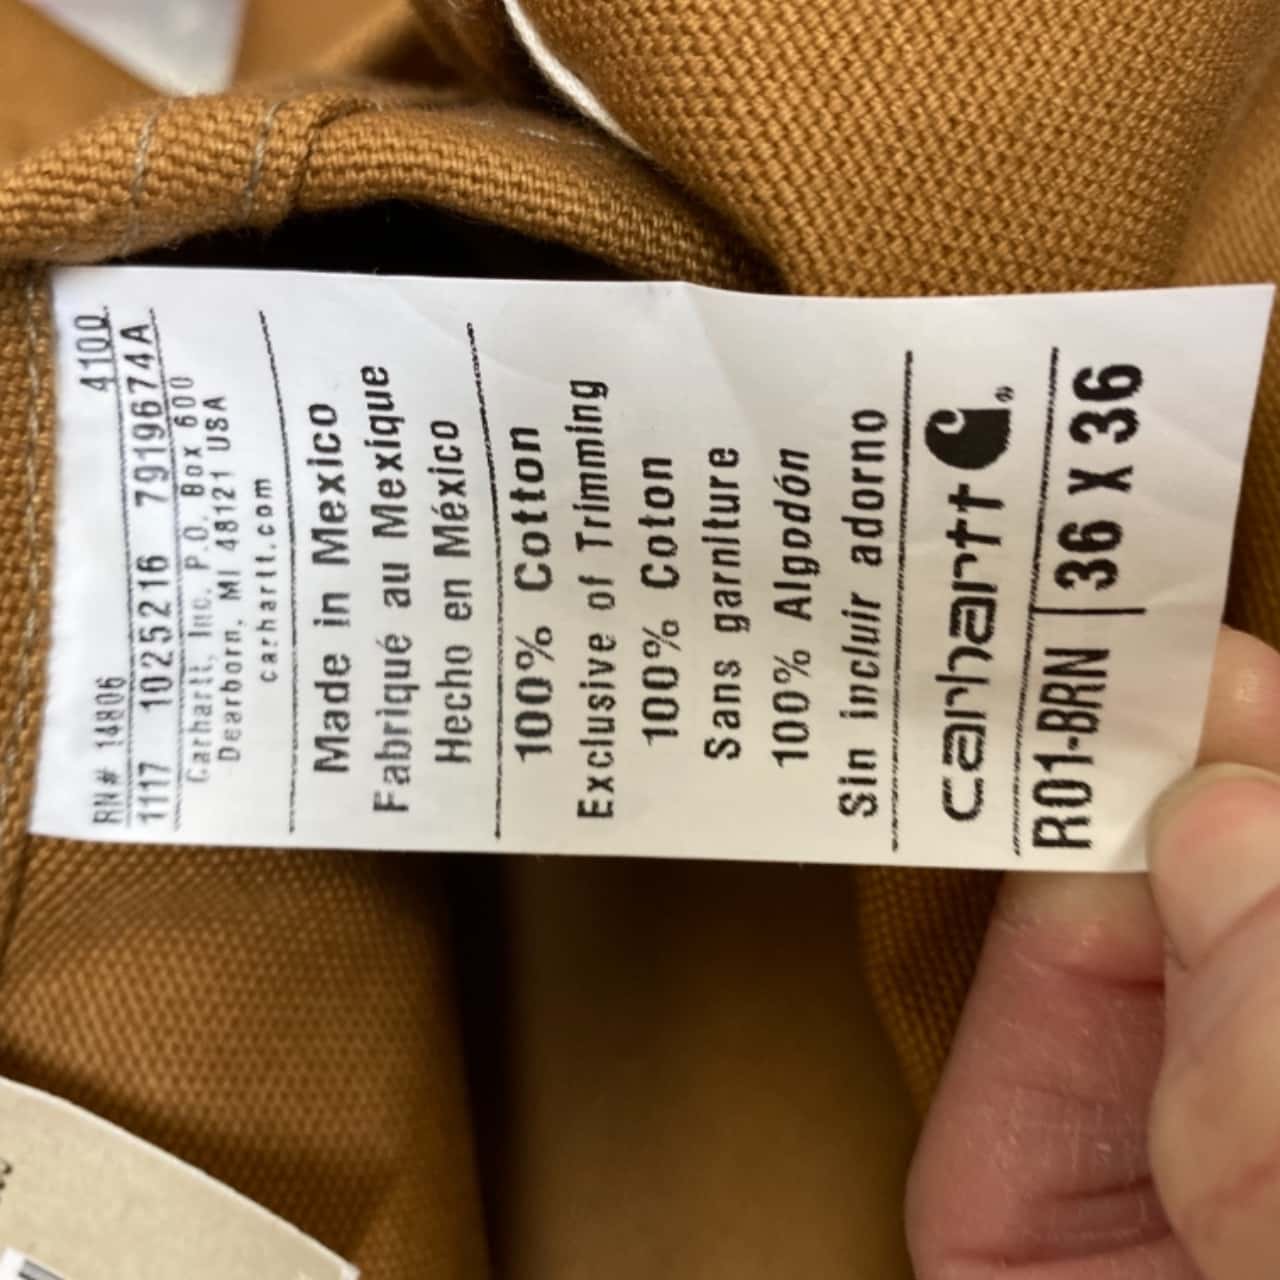 R01-BRN 36 X 36
carhartt
100% Cotton
Exclusive of Trimming
100% Coton
Sans garniture
100% Algodón
Sin incluir adorno
Made in Mexico
Fabriqué au Mexique
Hecho en México
RN# 14806 4100
1117 1025216 7919674A
Carhartt, Inc. P.O. Box 600
Dearborn, MI 48121 USA
carhartt.com